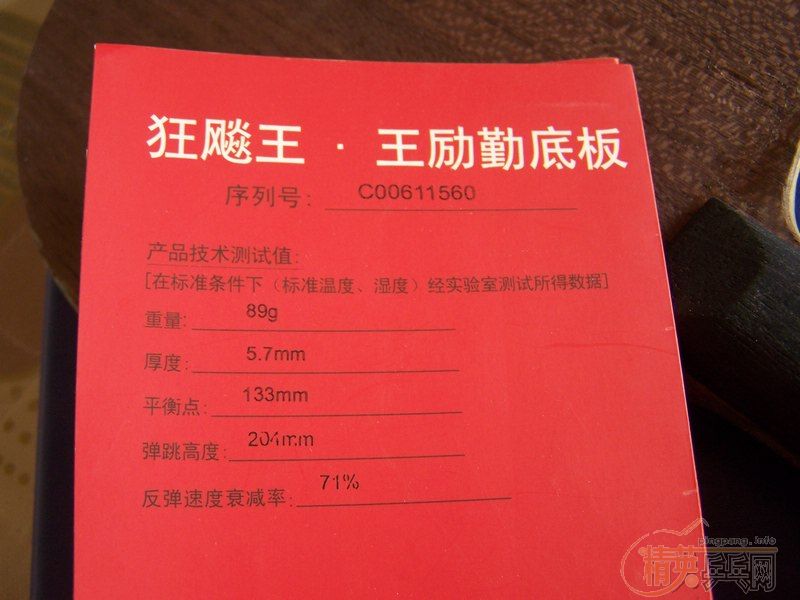 狂飚王 · 王励勤底板
序列号: C00611560
产品技术测试值:
[在标准条件下（标准温度、湿度）经实验室测试所得数据]
重量: 89g
厚度: 5.7mm
平衡点: 133mm
弹跳高度: 204mm
反弹速度衰减率: 71%
pingpang.info
精英乒乓网